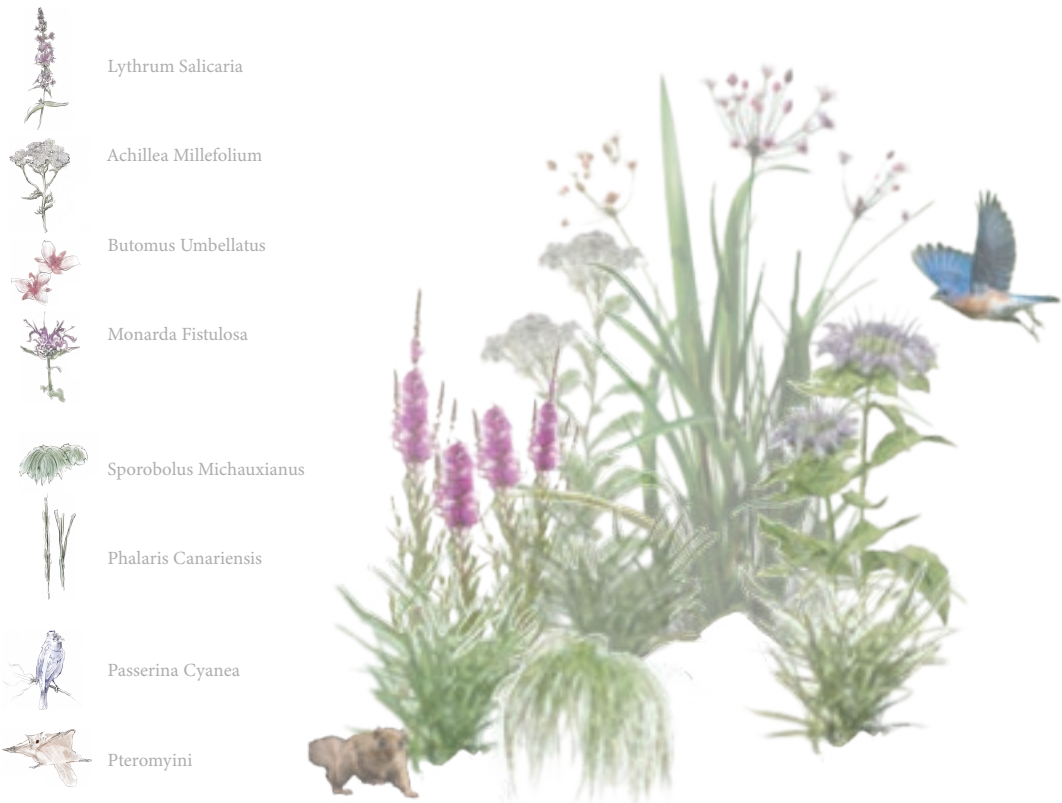 Lythrum Salicaria
Achillea Millefolium
Butomus Umbellatus
Monarda Fistulosa
Sporobolus Michauxianus
Phalaris Canariensis
Passerina Cyanea
Pteromyini